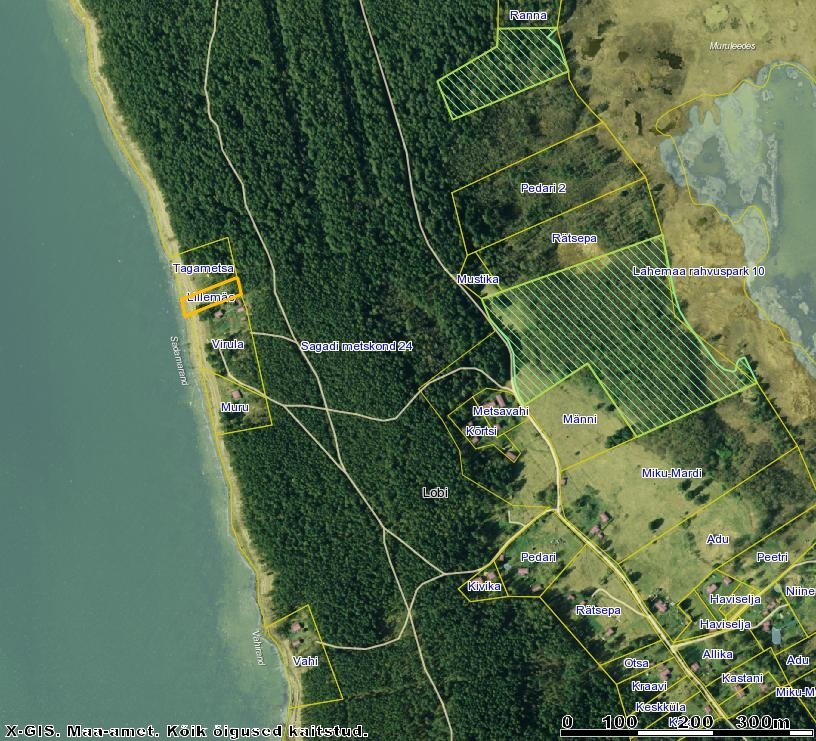 Ranna
Muruleedes
Pedari 2
Rätsepa
Tagametsa
Mustika
Lahemaa rahvuspark 10
Lillemäe
Virula
Sadamarand
Sagadi metskond 24
Muru
Metsavahi
Männi
Kõrtsi
Miku-Mardi
Lobi
Adu
Pedari
Peetri
Kivika
Niine
Haviselja
Rätsepa
Haviselja
Vahirand
Vahi
Otsa
Allika
Adu
Kraavi
Kastani
Miku-M
Keskküla
X-GIS. Maa-amet. Kõik õigused kaitstud.
0 100 200 300m